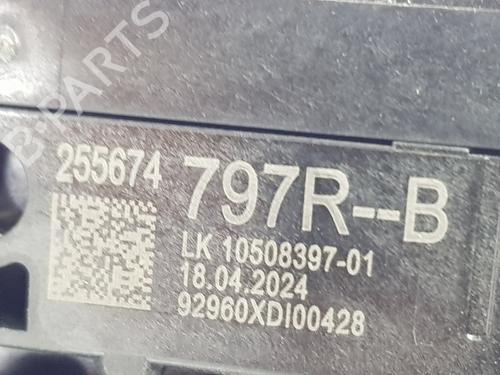 255674 797R--B
LK 10508397-01
18.04.2024
92960XDI00428
B-PARTS